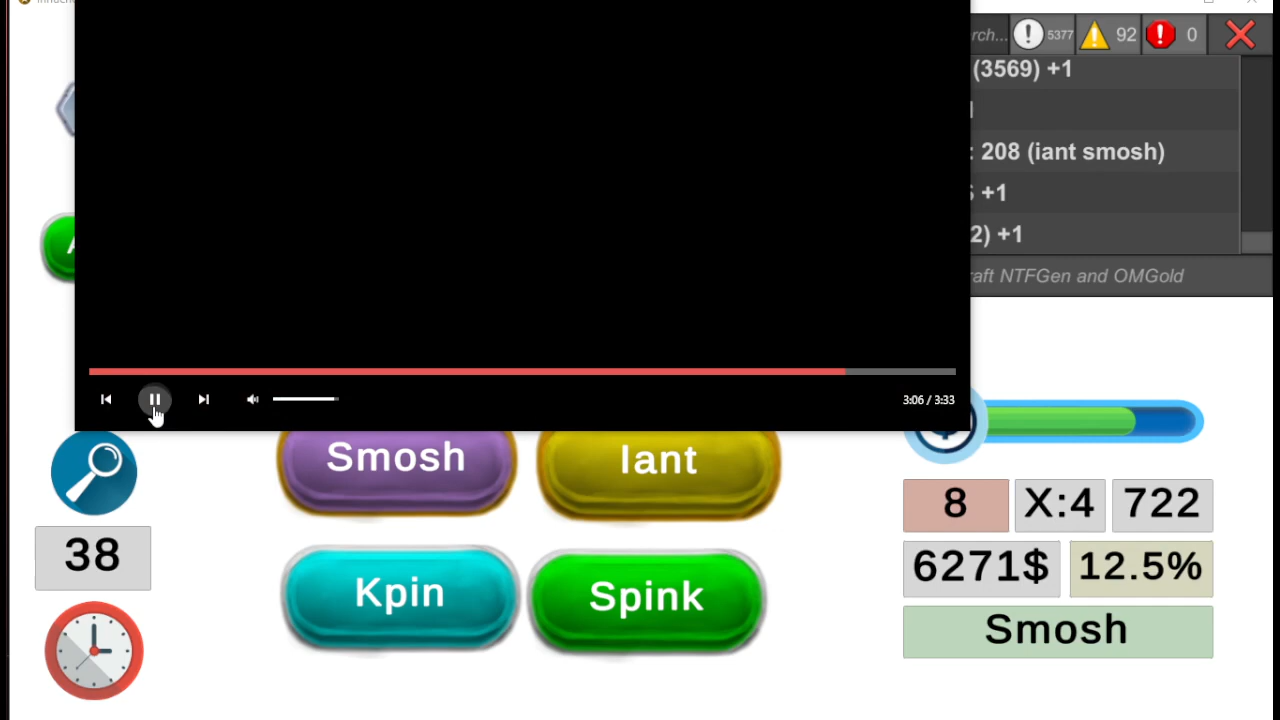 rch... 5377 92 0
(3569) +1
: 208 (iant smosh)
+1
2) +1
raft NTFGen and OMGold
3:06 / 3:33
Smosh Iant
8 X:4 722
38
6271$ 12.5%
Kpin Spink
Smosh